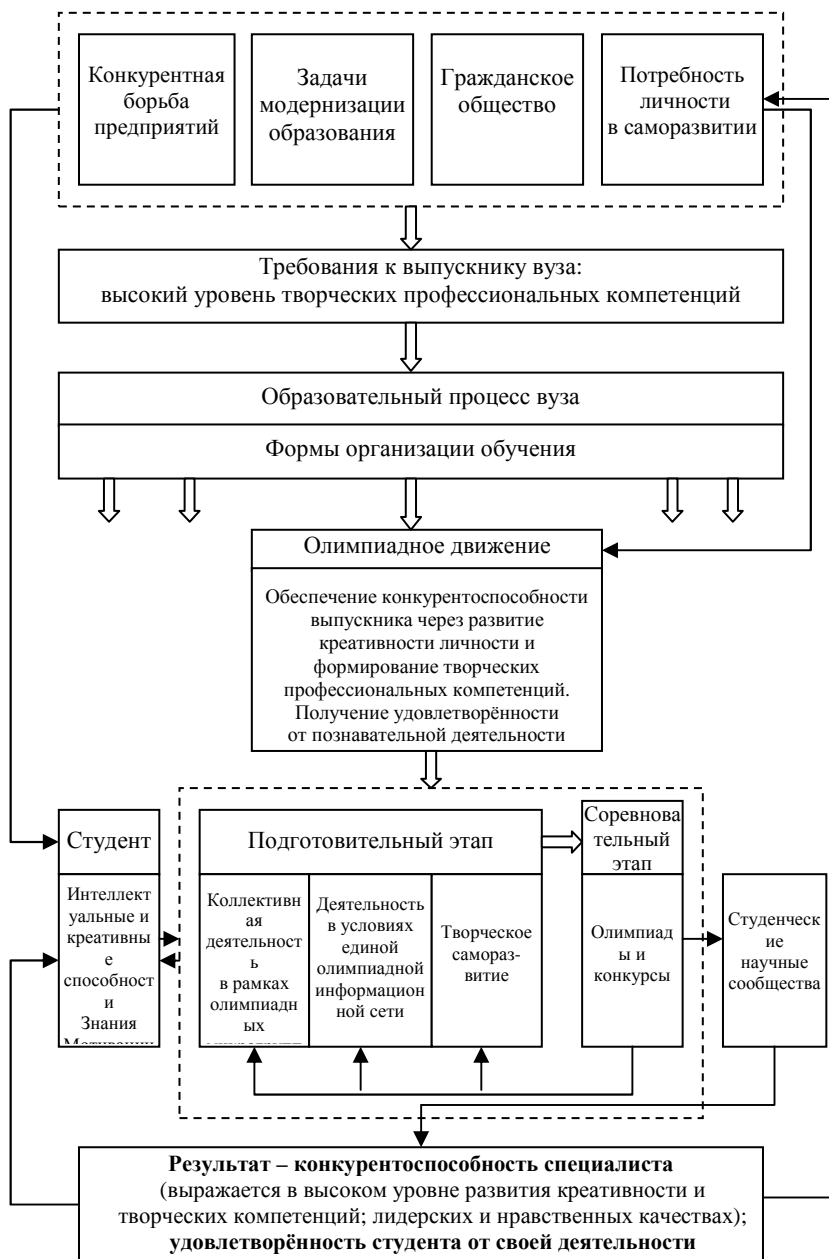 Конкурентная
борьба
предприятий
Задачи
модернизации
образования
Гражданское
общество
Потребность
личности
в саморазвитии
Требования к выпускнику вуза:
высокий уровень творческих профессиональных компетенций
Образовательный процесс вуза
Формы организации обучения
Олимпиадное движение
Обеспечение конкурентоспособности
выпускника через развитие
креативности личности и
формирование творческих
профессиональных компетенций.
Получение удовлетворённости
от познавательной деятельности
Студент
Интеллект
уальные и
креативны
е
способност
и
Знания
Мотивации
Подготовительный этап
Коллективн
ая
деятельност
ь
в рамках
олимпиадн
ых
Деятельность
в условиях
единой
олимпиадной
информацион
ной сети
Творческое
самораз-
витие
Соревнова
тельный
этап
Олимпиад
ы и
конкурсы
Студенческ
ие
научные
сообщества
Результат – конкурентоспособность специалиста
(выражается в высоком уровне развития креативности и
творческих компетенций; лидерских и нравственных качествах);
удовлетворённость студента от своей деятельности